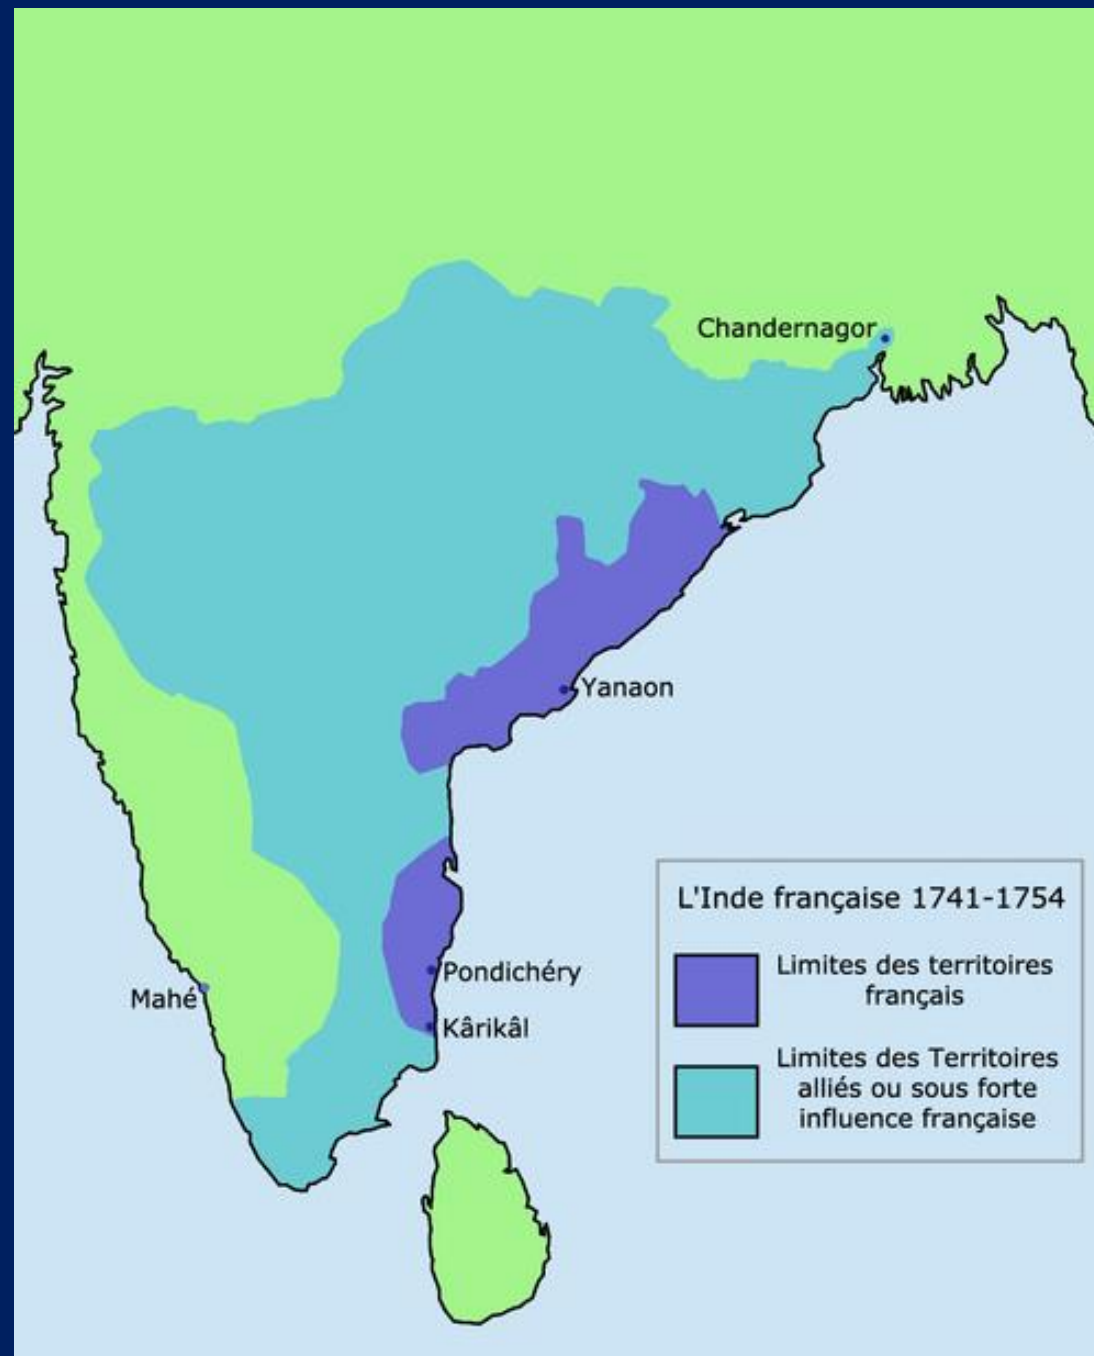 Chandernagor
Yanaon
L'Inde française 1741-1754
Limites des territoires
français
Pondichéry
Mahé
Kârikâl
Limites des Territoires
alliés ou sous forte
influence française